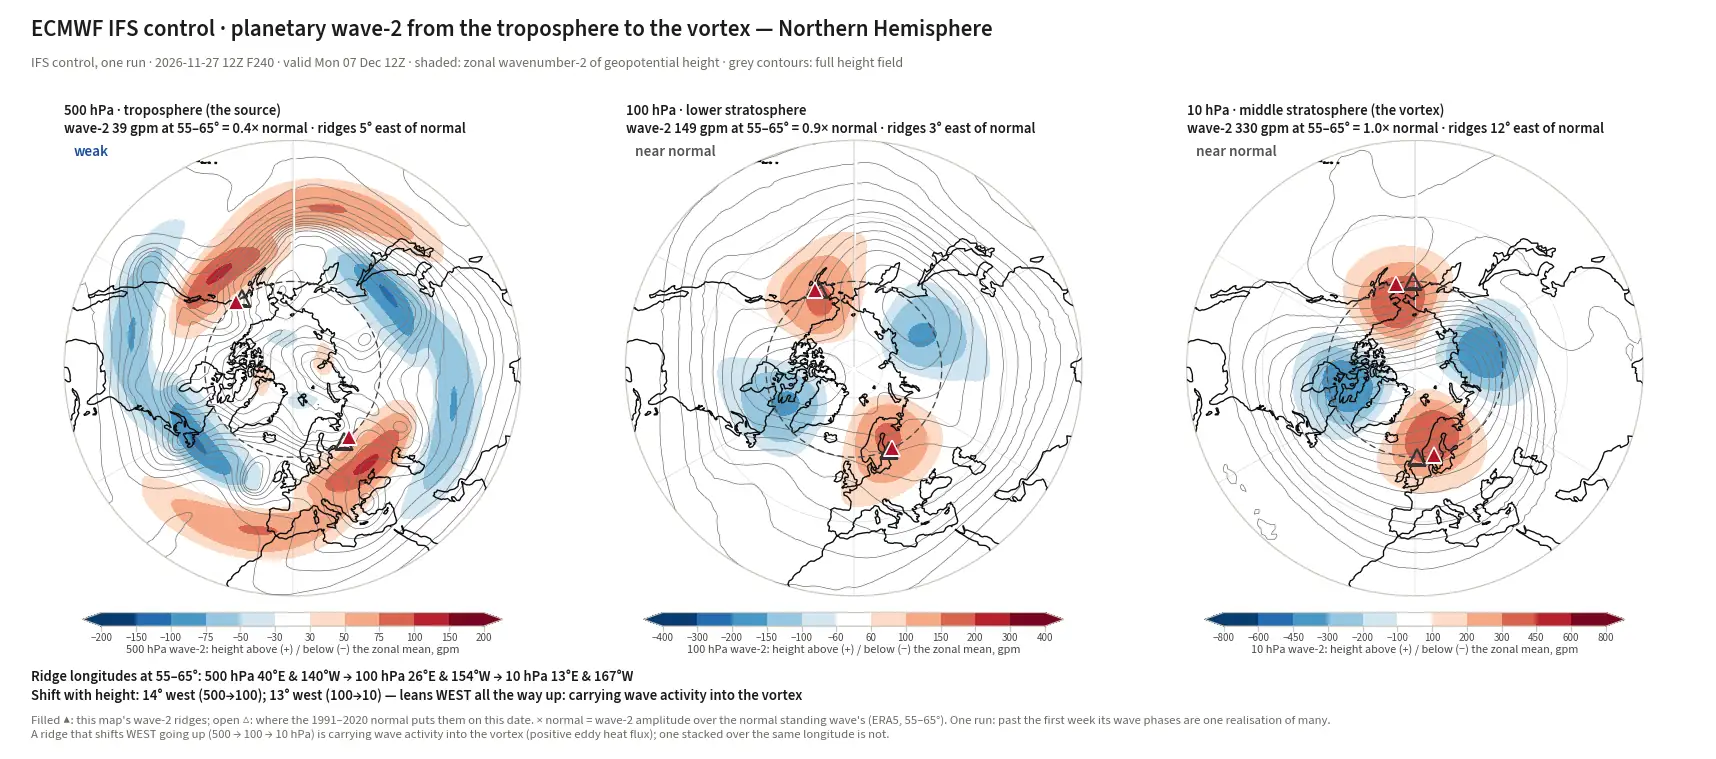 ECMWF IFS control · planetary wave-2 from the troposphere to the vortex — Northern Hemisphere
IFS control, one run · 2026-11-27 12Z F240 · valid Mon 07 Dec 12Z · shaded: zonal wavenumber-2 of geopotential height · grey contours: full height field
500 hPa · troposphere (the source)
wave-2 39 gpm at 55–65° = 0.4× normal · ridges 5° east of normal
weak
100 hPa · lower stratosphere
wave-2 149 gpm at 55–65° = 0.9× normal · ridges 3° east of normal
near normal
10 hPa · middle stratosphere (the vortex)
wave-2 330 gpm at 55–65° = 1.0× normal · ridges 12° east of normal
near normal
−200 −150 −100 −75 −50 −30 30 50 75 100 150 200
500 hPa wave-2: height above (+) / below (−) the zonal mean, gpm
−400 −300 −200 −150 −100 −60 60 100 150 200 300 400
100 hPa wave-2: height above (+) / below (−) the zonal mean, gpm
−800 −600 −450 −300 −200 −100 100 200 300 450 600 800
10 hPa wave-2: height above (+) / below (−) the zonal mean, gpm
Ridge longitudes at 55–65°: 500 hPa 40°E & 140°W → 100 hPa 26°E & 154°W → 10 hPa 13°E & 167°W
Shift with height: 14° west (500→100); 13° west (100→10) — leans WEST all the way up: carrying wave activity into the vortex
Filled ▲: this map's wave-2 ridges; open △: where the 1991–2020 normal puts them on this date. × normal = wave-2 amplitude over the normal standing wave's (ERA5, 55–65°). One run: past the first week its wave phases are one realisation of many.
A ridge that shifts WEST going up (500 → 100 → 10 hPa) is carrying wave activity into the vortex (positive eddy heat flux); one stacked over the same longitude is not.